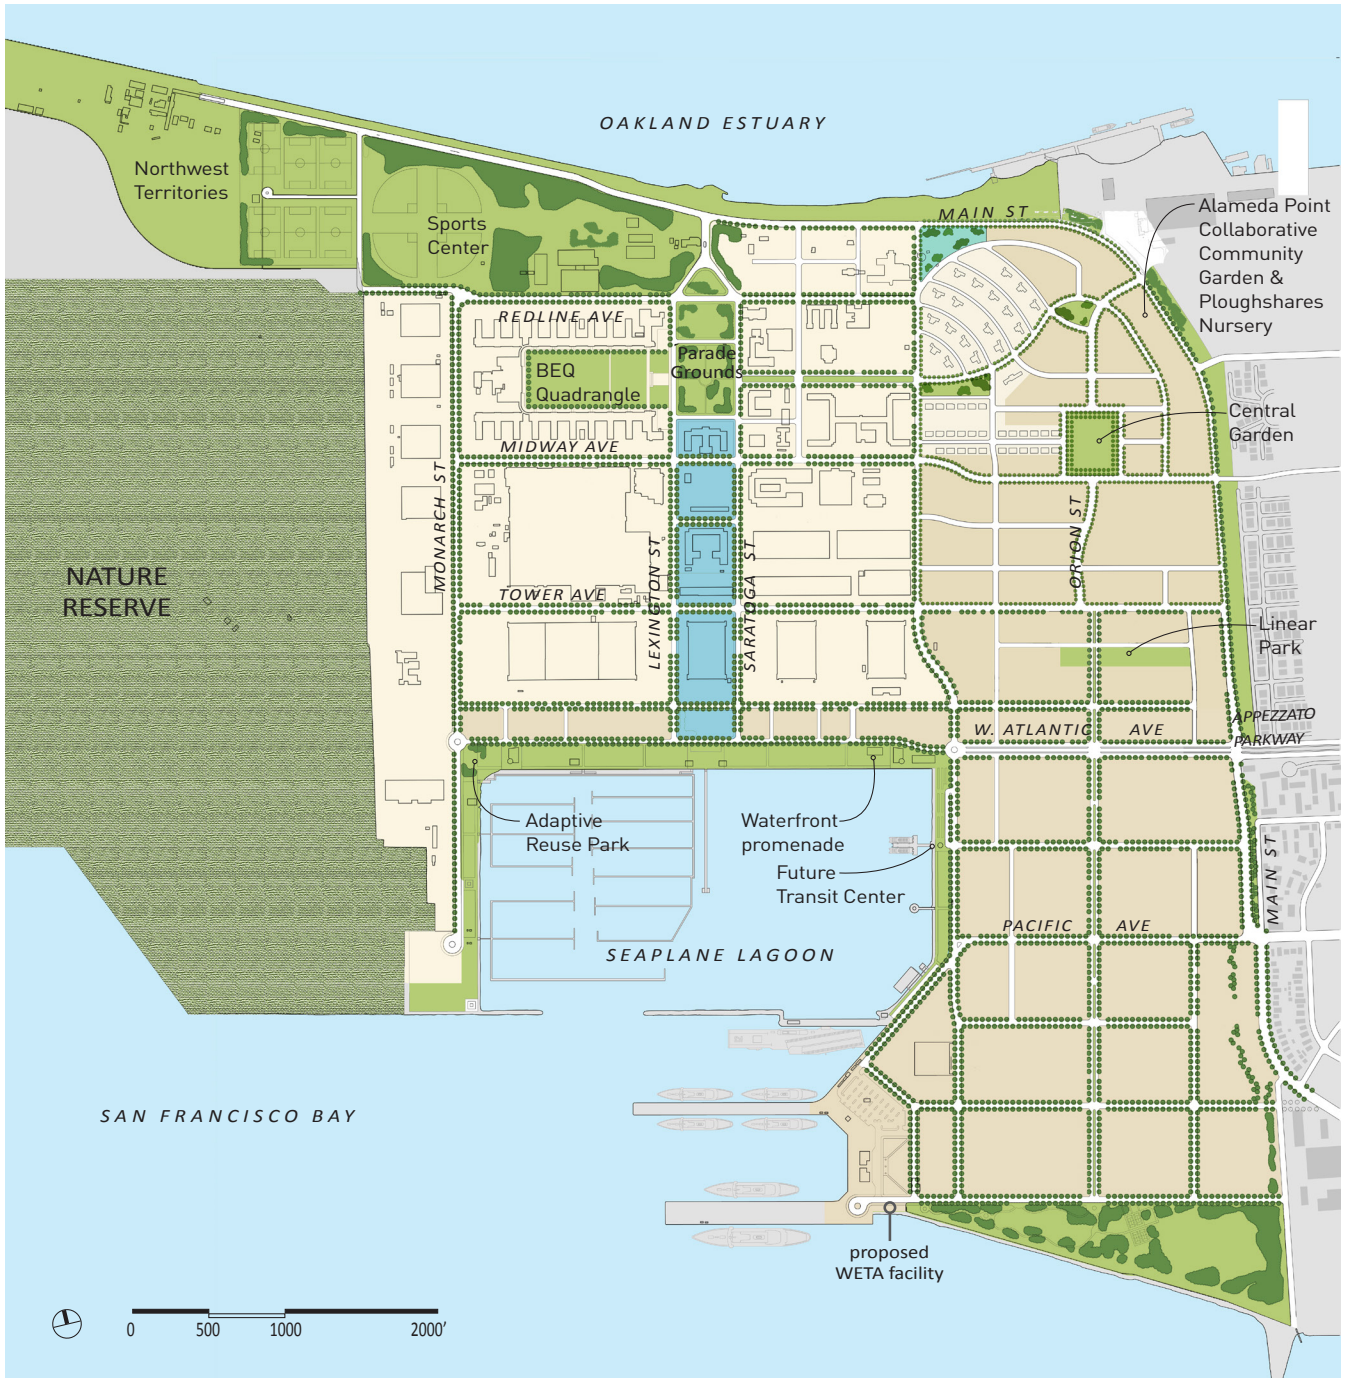 OAKLAND ESTUARY
Northwest
Territories
Sports
Center
MAIN ST
Alameda Point
Collaborative
Community
Garden &
Ploughshares
Nursery
REDLINE AVE
Parade
Grounds
BEQ
Quadrangle
Central
Garden
MIDWAY AVE
MONARCH ST
LEXINGTON ST
SARATOGA ST
ORION ST
NATURE
RESERVE
TOWER AVE
Linear
Park
W. ATLANTIC AVE
APPEZZATO
PARKWAY
Adaptive
Reuse Park
Waterfront
promenade
Future
Transit Center
MAIN ST
PACIFIC AVE
SEAPLANE LAGOON
SAN FRANCISCO BAY
proposed
WETA facility
0 500 1000 2000'